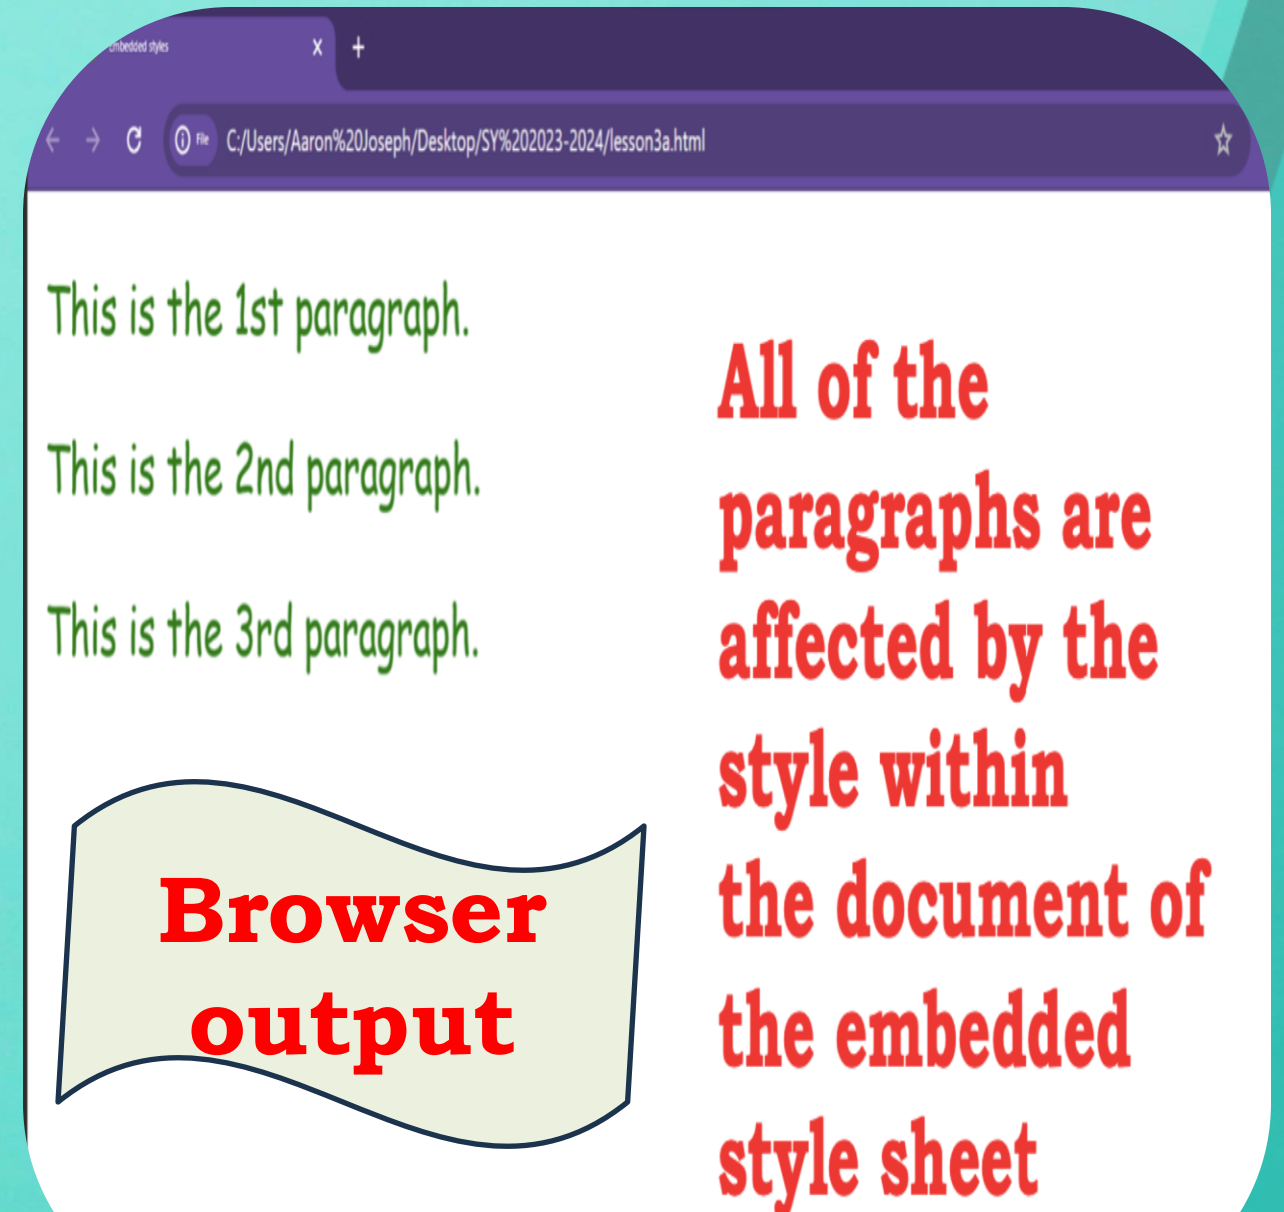 Embedded styles
File C:/Users/Aaron%20Joseph/Desktop/SY%202023-2024/lesson3a.html
This is the 1st paragraph.
This is the 2nd paragraph.
This is the 3rd paragraph.
Browser
output
All of the
paragraphs are
affected by the
style within
the document of
the embedded
style sheet